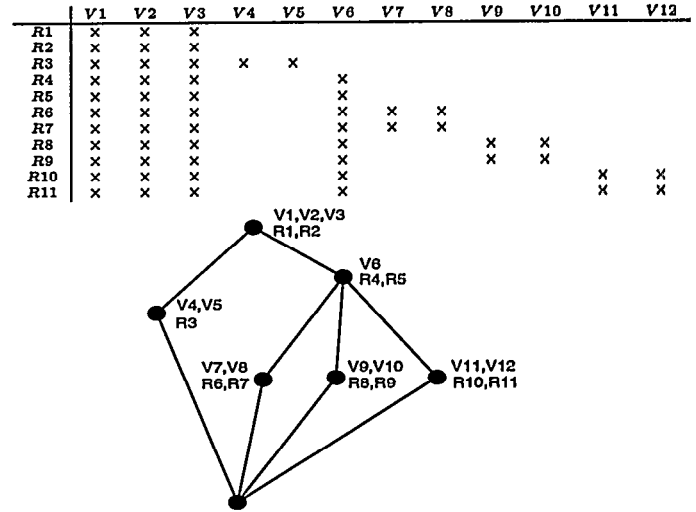 V1 V2 V3 V4 V5 V6 V7 V8 V9 V10 V11 V12
R1 × × ×
R2 × × ×
R3 × × × × ×
R4 × × × ×
R5 × × × ×
R6 × × × × × ×
R7 × × × × × ×
R8 × × × × × ×
R9 × × × × × ×
R10 × × × × × ×
R11 × × × × × ×
V1,V2,V3
R1,R2
V6
R4,R5
V4,V5
R3
V7,V8
R6,R7
V9,V10
R8,R9
V11,V12
R10,R11